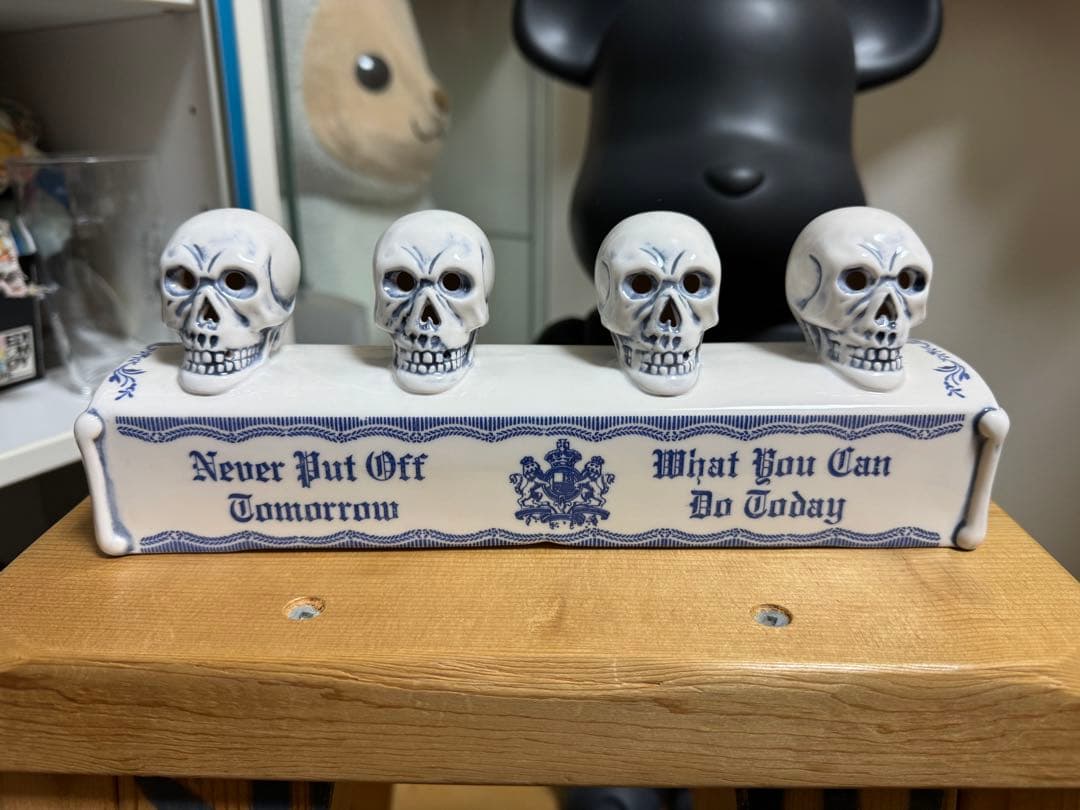 Never Put Off
Tomorrow
What You Can
Do Today